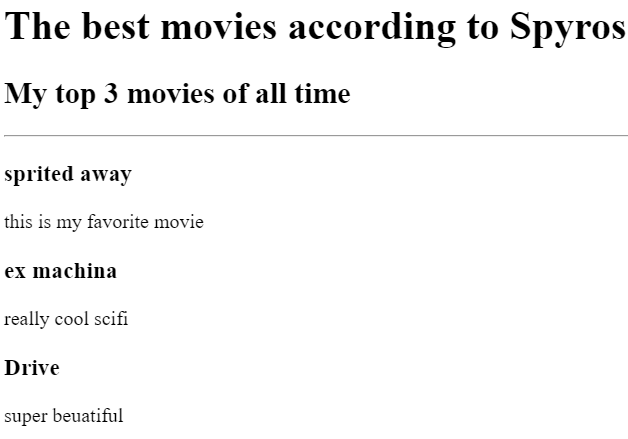 The best movies according to Spyros
My top 3 movies of all time
sprited away
this is my favorite movie
ex machina
really cool scifi
Drive
super beuatiful